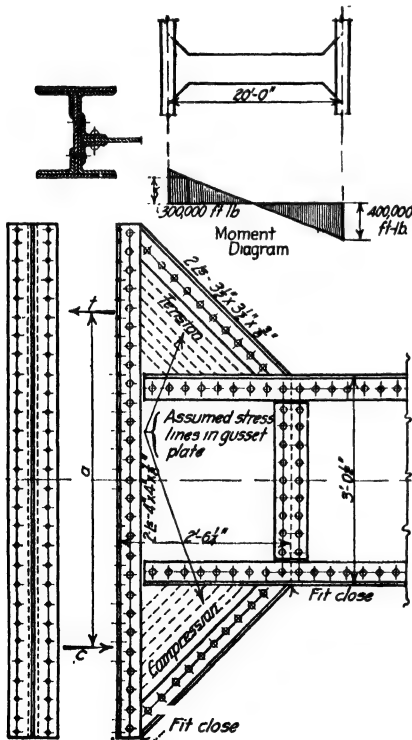 20'-0"
300,000 ft lb
400,000
ft-lb.
Moment
Diagram
2 Ls - 3½" x 3½" x ⅜"
Tension
t
a
Assumed stress
lines in gusset
plate
2'-6¼"
3'-0½"
Fit close
Compression
c
Fit close